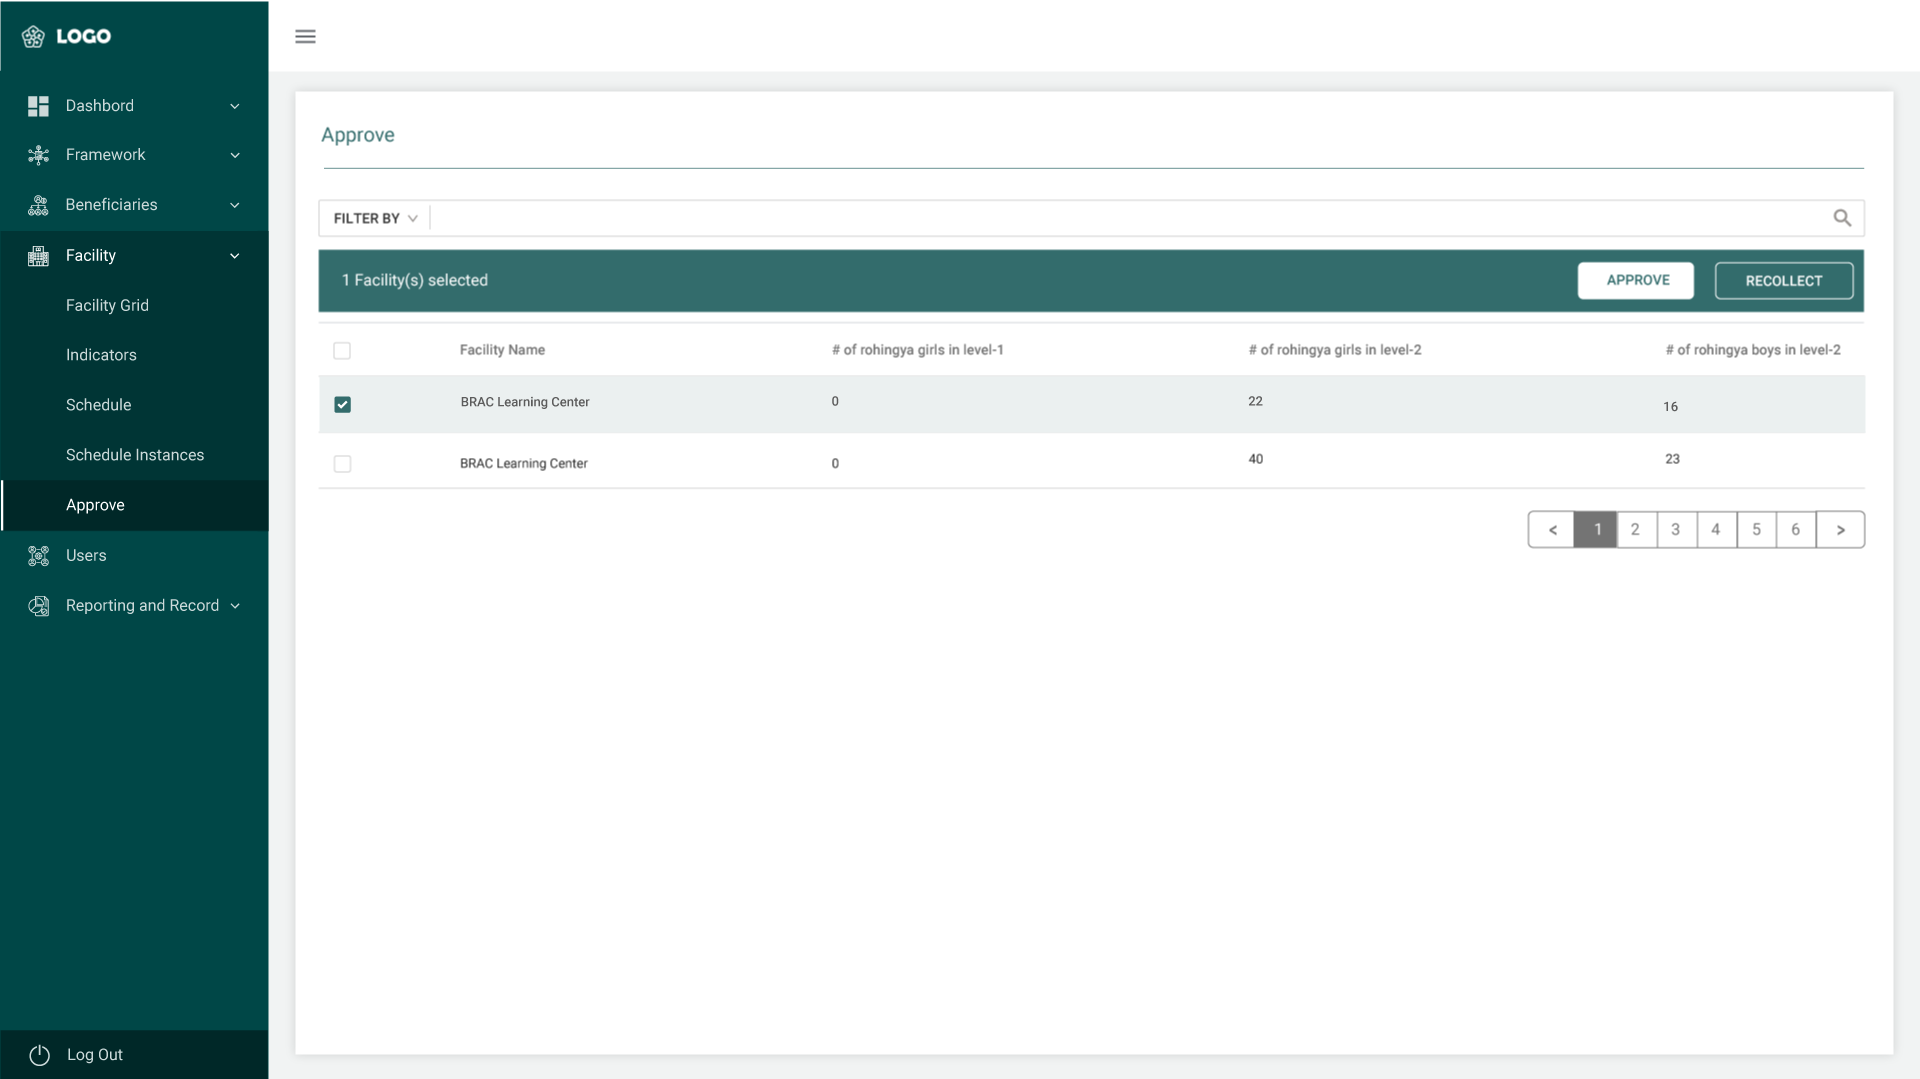 LOGO
Dashbord
Framework
Beneficiaries
Facility
Facility Grid
Indicators
Schedule
Schedule Instances
Approve
Users
Reporting and Record
Log Out
Approve
FILTER BY
1 Facility(s) selected
APPROVE
RECOLLECT
Facility Name # of rohingya girls in level-1 # of rohingya girls in level-2 # of rohingya boys in level-2
BRAC Learning Center 0 22 16
BRAC Learning Center 0 40 23
< 1 2 3 4 5 6 >